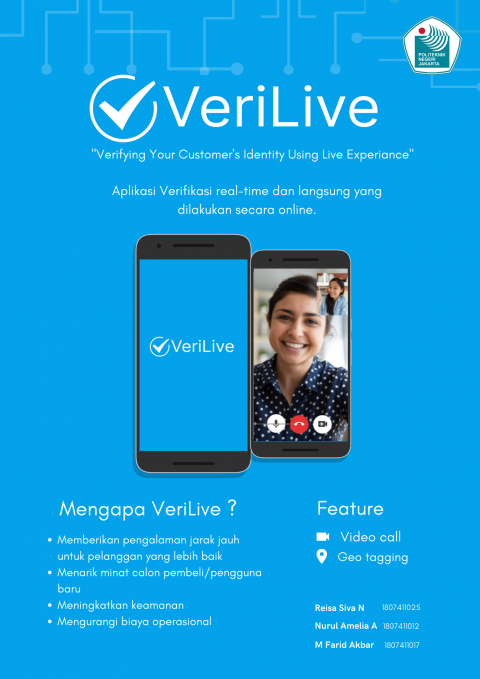 POLITEKNIK
NEGERI
JAKARTA
VeriLive
"Verifying Your Customer's Identity Using Live Experiance"
Aplikasi Verifikasi real-time dan langsung yang
dilakukan secara online.
VeriLive
Mengapa VeriLive ?
Memberikan pengalaman jarak jauh
untuk pelanggan yang lebih baik
Menarik minat calon pembeli/pengguna
baru
Meningkatkan keamanan
Mengurangi biaya operasional
Feature
Video call
Geo tagging
Reisa Siva N 1807411025
Nurul Amelia A 1807411012
M Farid Akbar 1807411017